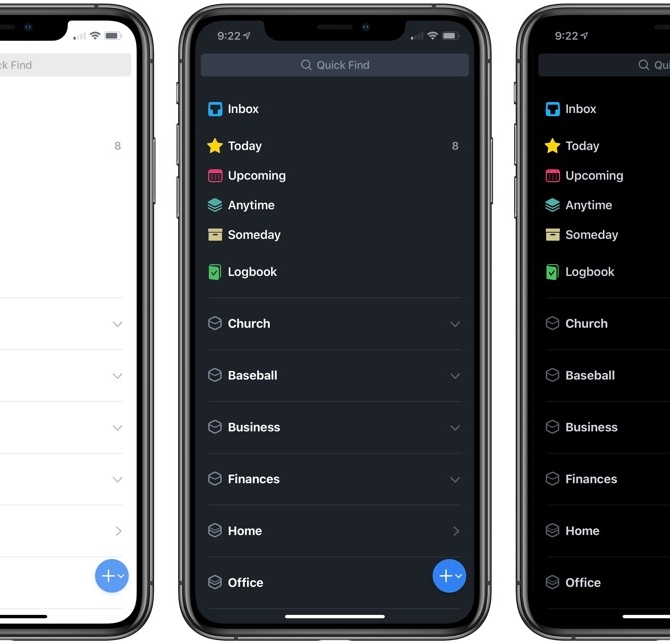 ck Find
8
9:22
Quick Find
Inbox
Today 8
Upcoming
Anytime
Someday
Logbook
Church
Baseball
Business
Finances
Home
Office
9:22
Qui
Inbox
Today
Upcoming
Anytime
Someday
Logbook
Church
Baseball
Business
Finances
Home
Office